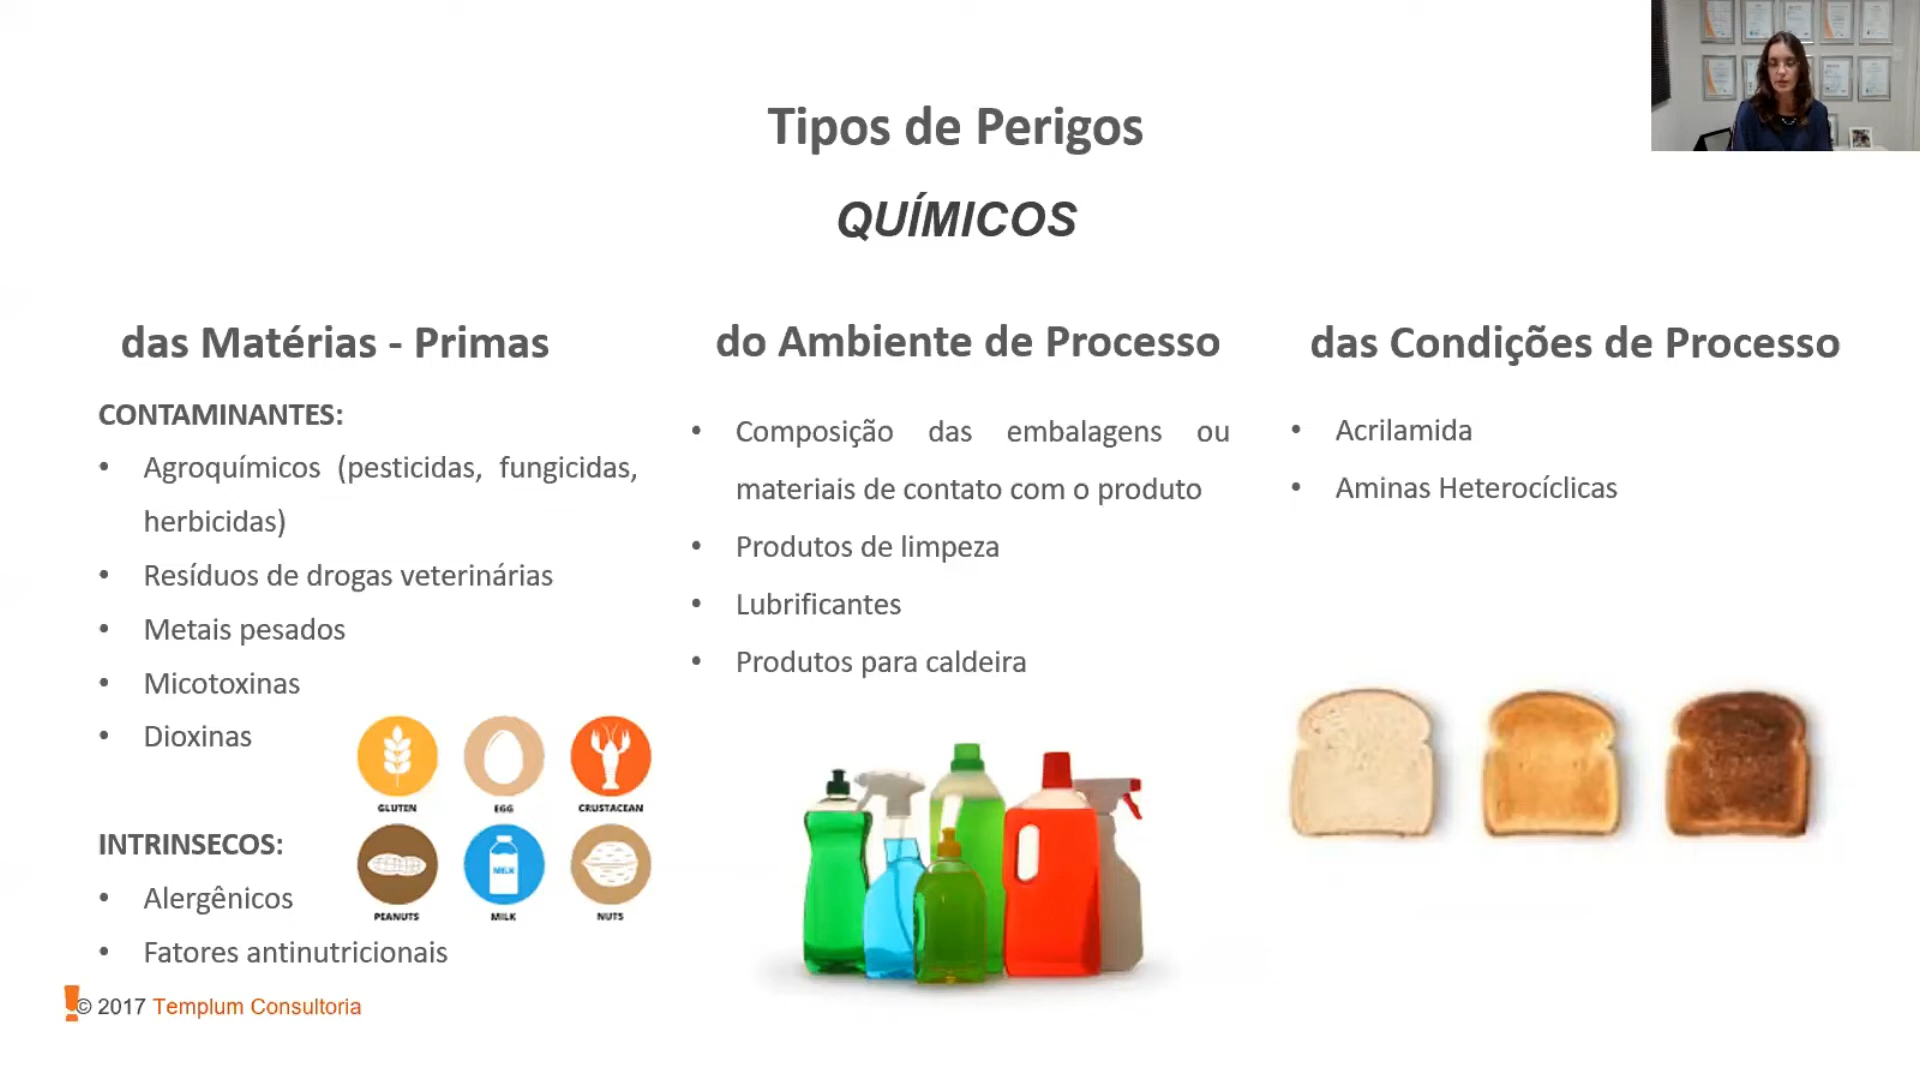 Tipos de Perigos
QUÍMICOS
das Matérias - Primas
CONTAMINANTES:
• Agroquímicos (pesticidas, fungicidas,
herbicidas)
• Resíduos de drogas veterinárias
• Metais pesados
• Micotoxinas
• Dioxinas
GLUTEN EGG CRUSTACEAN
MILK
PEANUTS MILK NUTS
INTRINSECOS:
• Alergênicos
• Fatores antinutricionais
do Ambiente de Processo
• Composição das embalagens ou
materiais de contato com o produto
• Produtos de limpeza
• Lubrificantes
• Produtos para caldeira
das Condições de Processo
• Acrilamida
• Aminas Heterocíclicas
© 2017 Templum Consultoria